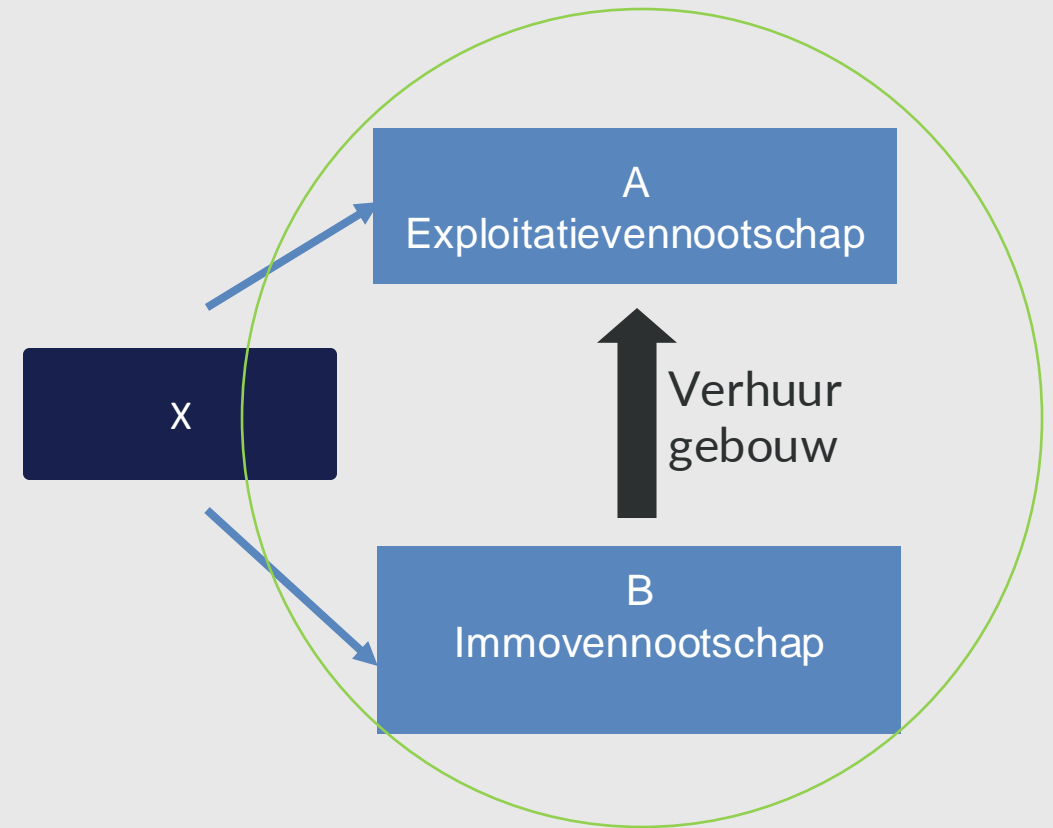 A
Exploitatievennootschap
X
Verhuur
gebouw
B
Immovennootschap